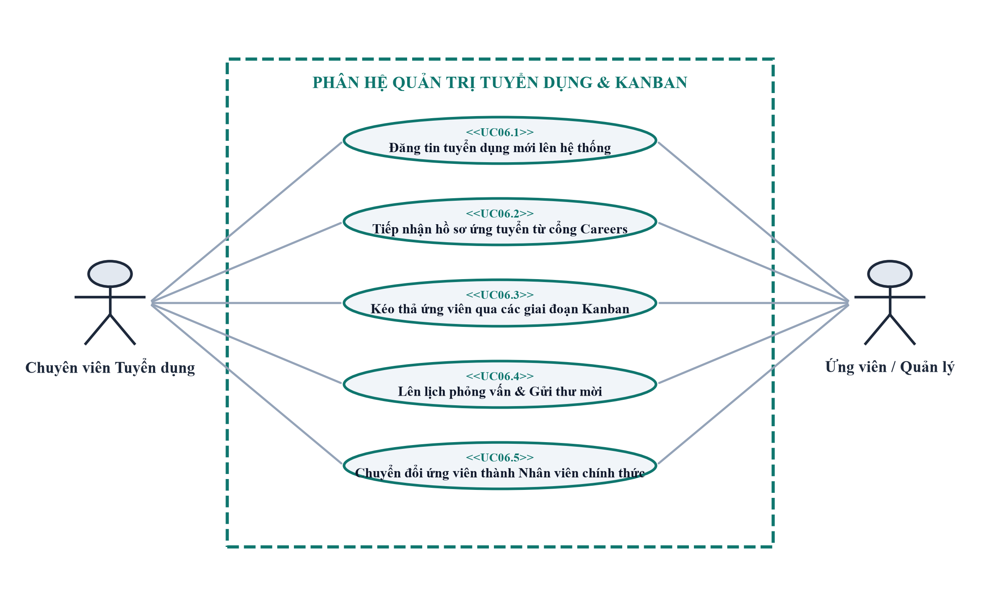 PHÂN HỆ QUẢN TRỊ TUYỂN DỤNG & KANBAN
<<UC06.1>>
Đăng tin tuyển dụng mới lên hệ thống
<<UC06.2>>
Tiếp nhận hồ sơ ứng tuyển từ cổng Careers
<<UC06.3>>
Kéo thả ứng viên qua các giai đoạn Kanban
Chuyên viên Tuyển dụng
Ứng viên / Quản lý
<<UC06.4>>
Lên lịch phỏng vấn & Gửi thư mời
<<UC06.5>>
Chuyển đổi ứng viên thành Nhân viên chính thức